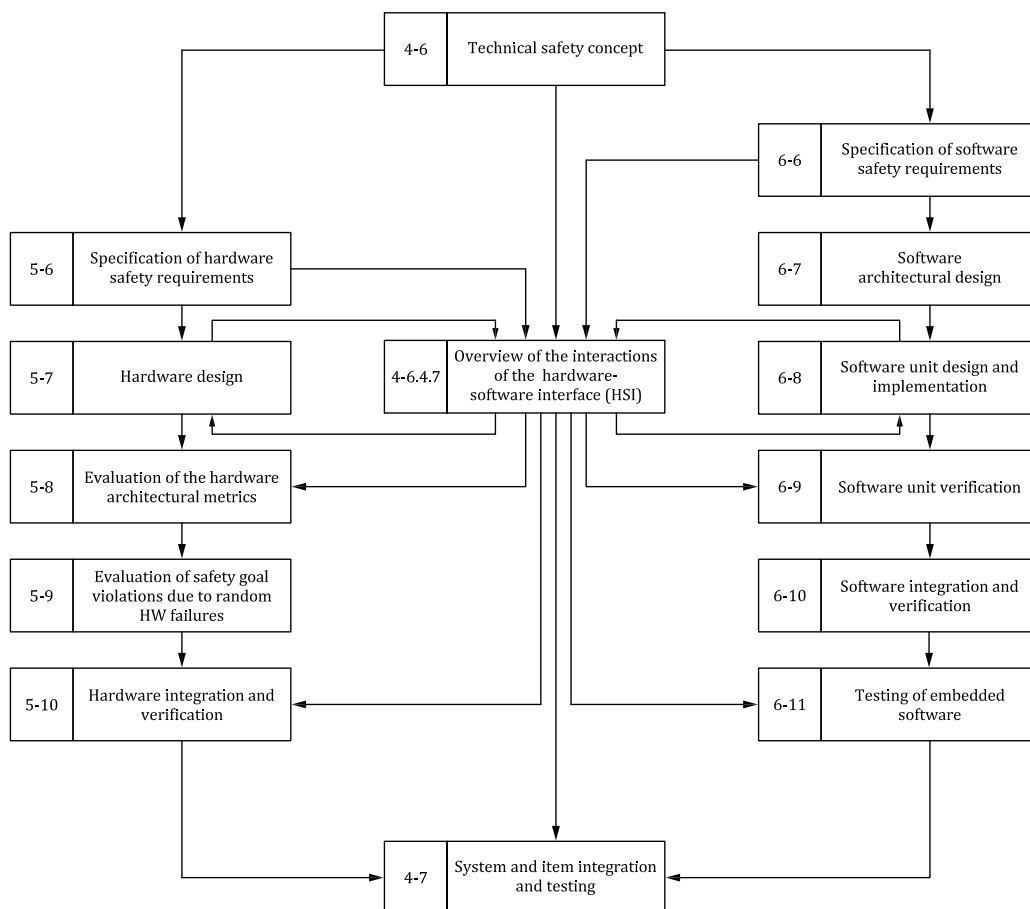 4-6
Technical safety concept
6-6
Specification of software
safety requirements
5-6
Specification of hardware
safety requirements
6-7
Software
architectural design
5-7
Hardware design
4-6.4.7
Overview of the interactions
of the hardware-
software interface (HSI)
6-8
Software unit design and
implementation
5-8
Evaluation of the hardware
architectural metrics
6-9
Software unit verification
5-9
Evaluation of safety goal
violations due to random
HW failures
6-10
Software integration and
verification
5-10
Hardware integration and
verification
6-11
Testing of embedded
software
4-7
System and item integration
and testing